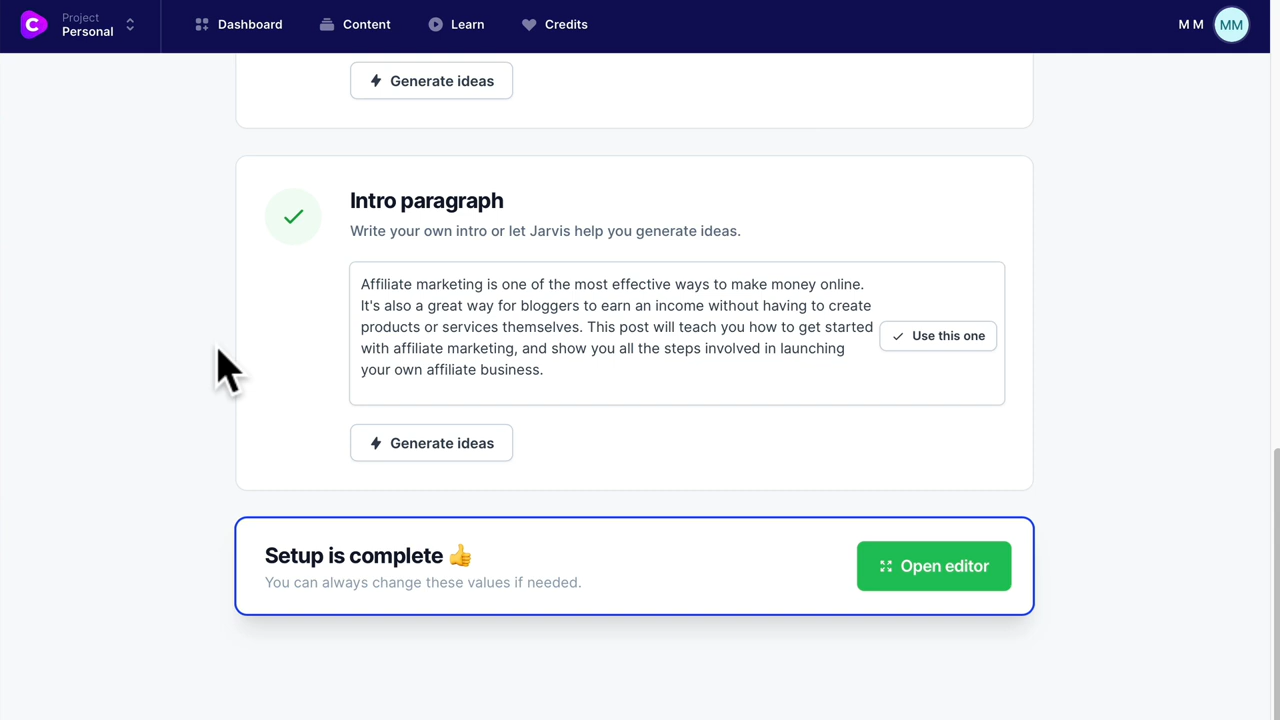 Project
Personal
Dashboard
Content
Learn
Credits
M M
MM
Generate ideas
Intro paragraph
Write your own intro or let Jarvis help you generate ideas.
Affiliate marketing is one of the most effective ways to make money online.
It's also a great way for bloggers to earn an income without having to create
products or services themselves. This post will teach you how to get started
with affiliate marketing, and show you all the steps involved in launching
your own affiliate business.
Use this one
Generate ideas
Setup is complete 👍
You can always change these values if needed.
Open editor